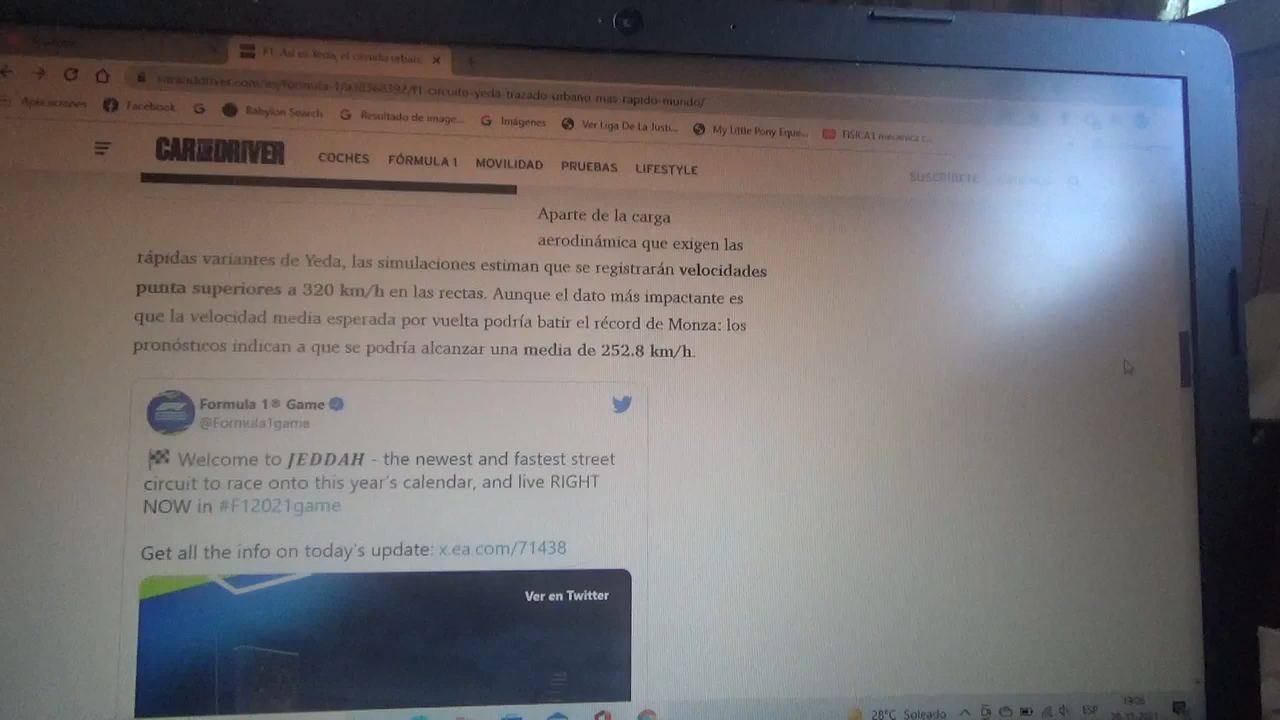 F1: Así es Yeda, el circuito urban
caranddriver.com/es/formula-1/a38368392/f1-circuito-yeda-trazado-urbano-mas-rapido-mundo/
Aplicaciones Facebook Babylon Search Resultado de image... Imágenes Ver Liga De La Justi... My Little Pony Eque... FISICA1 mecanica c...
CAR AND DRIVER COCHES FÓRMULA 1 MOVILIDAD PRUEBAS LIFESTYLE SUSCRÍBETE
Aparte de la carga
aerodinámica que exigen las
rápidas variantes de Yeda, las simulaciones estiman que se registrarán velocidades
punta superiores a 320 km/h en las rectas. Aunque el dato más impactante es
que la velocidad media esperada por vuelta podría batir el récord de Monza: los
pronósticos indican a que se podría alcanzar una media de 252.8 km/h.
Formula 1® Game
@Formula1game
Welcome to JEDDAH - the newest and fastest street
circuit to race onto this year's calendar, and live RIGHT
NOW in #F12021game
Get all the info on today's update: x.ea.com/71438
Ver en Twitter
28°C Soleado ESP